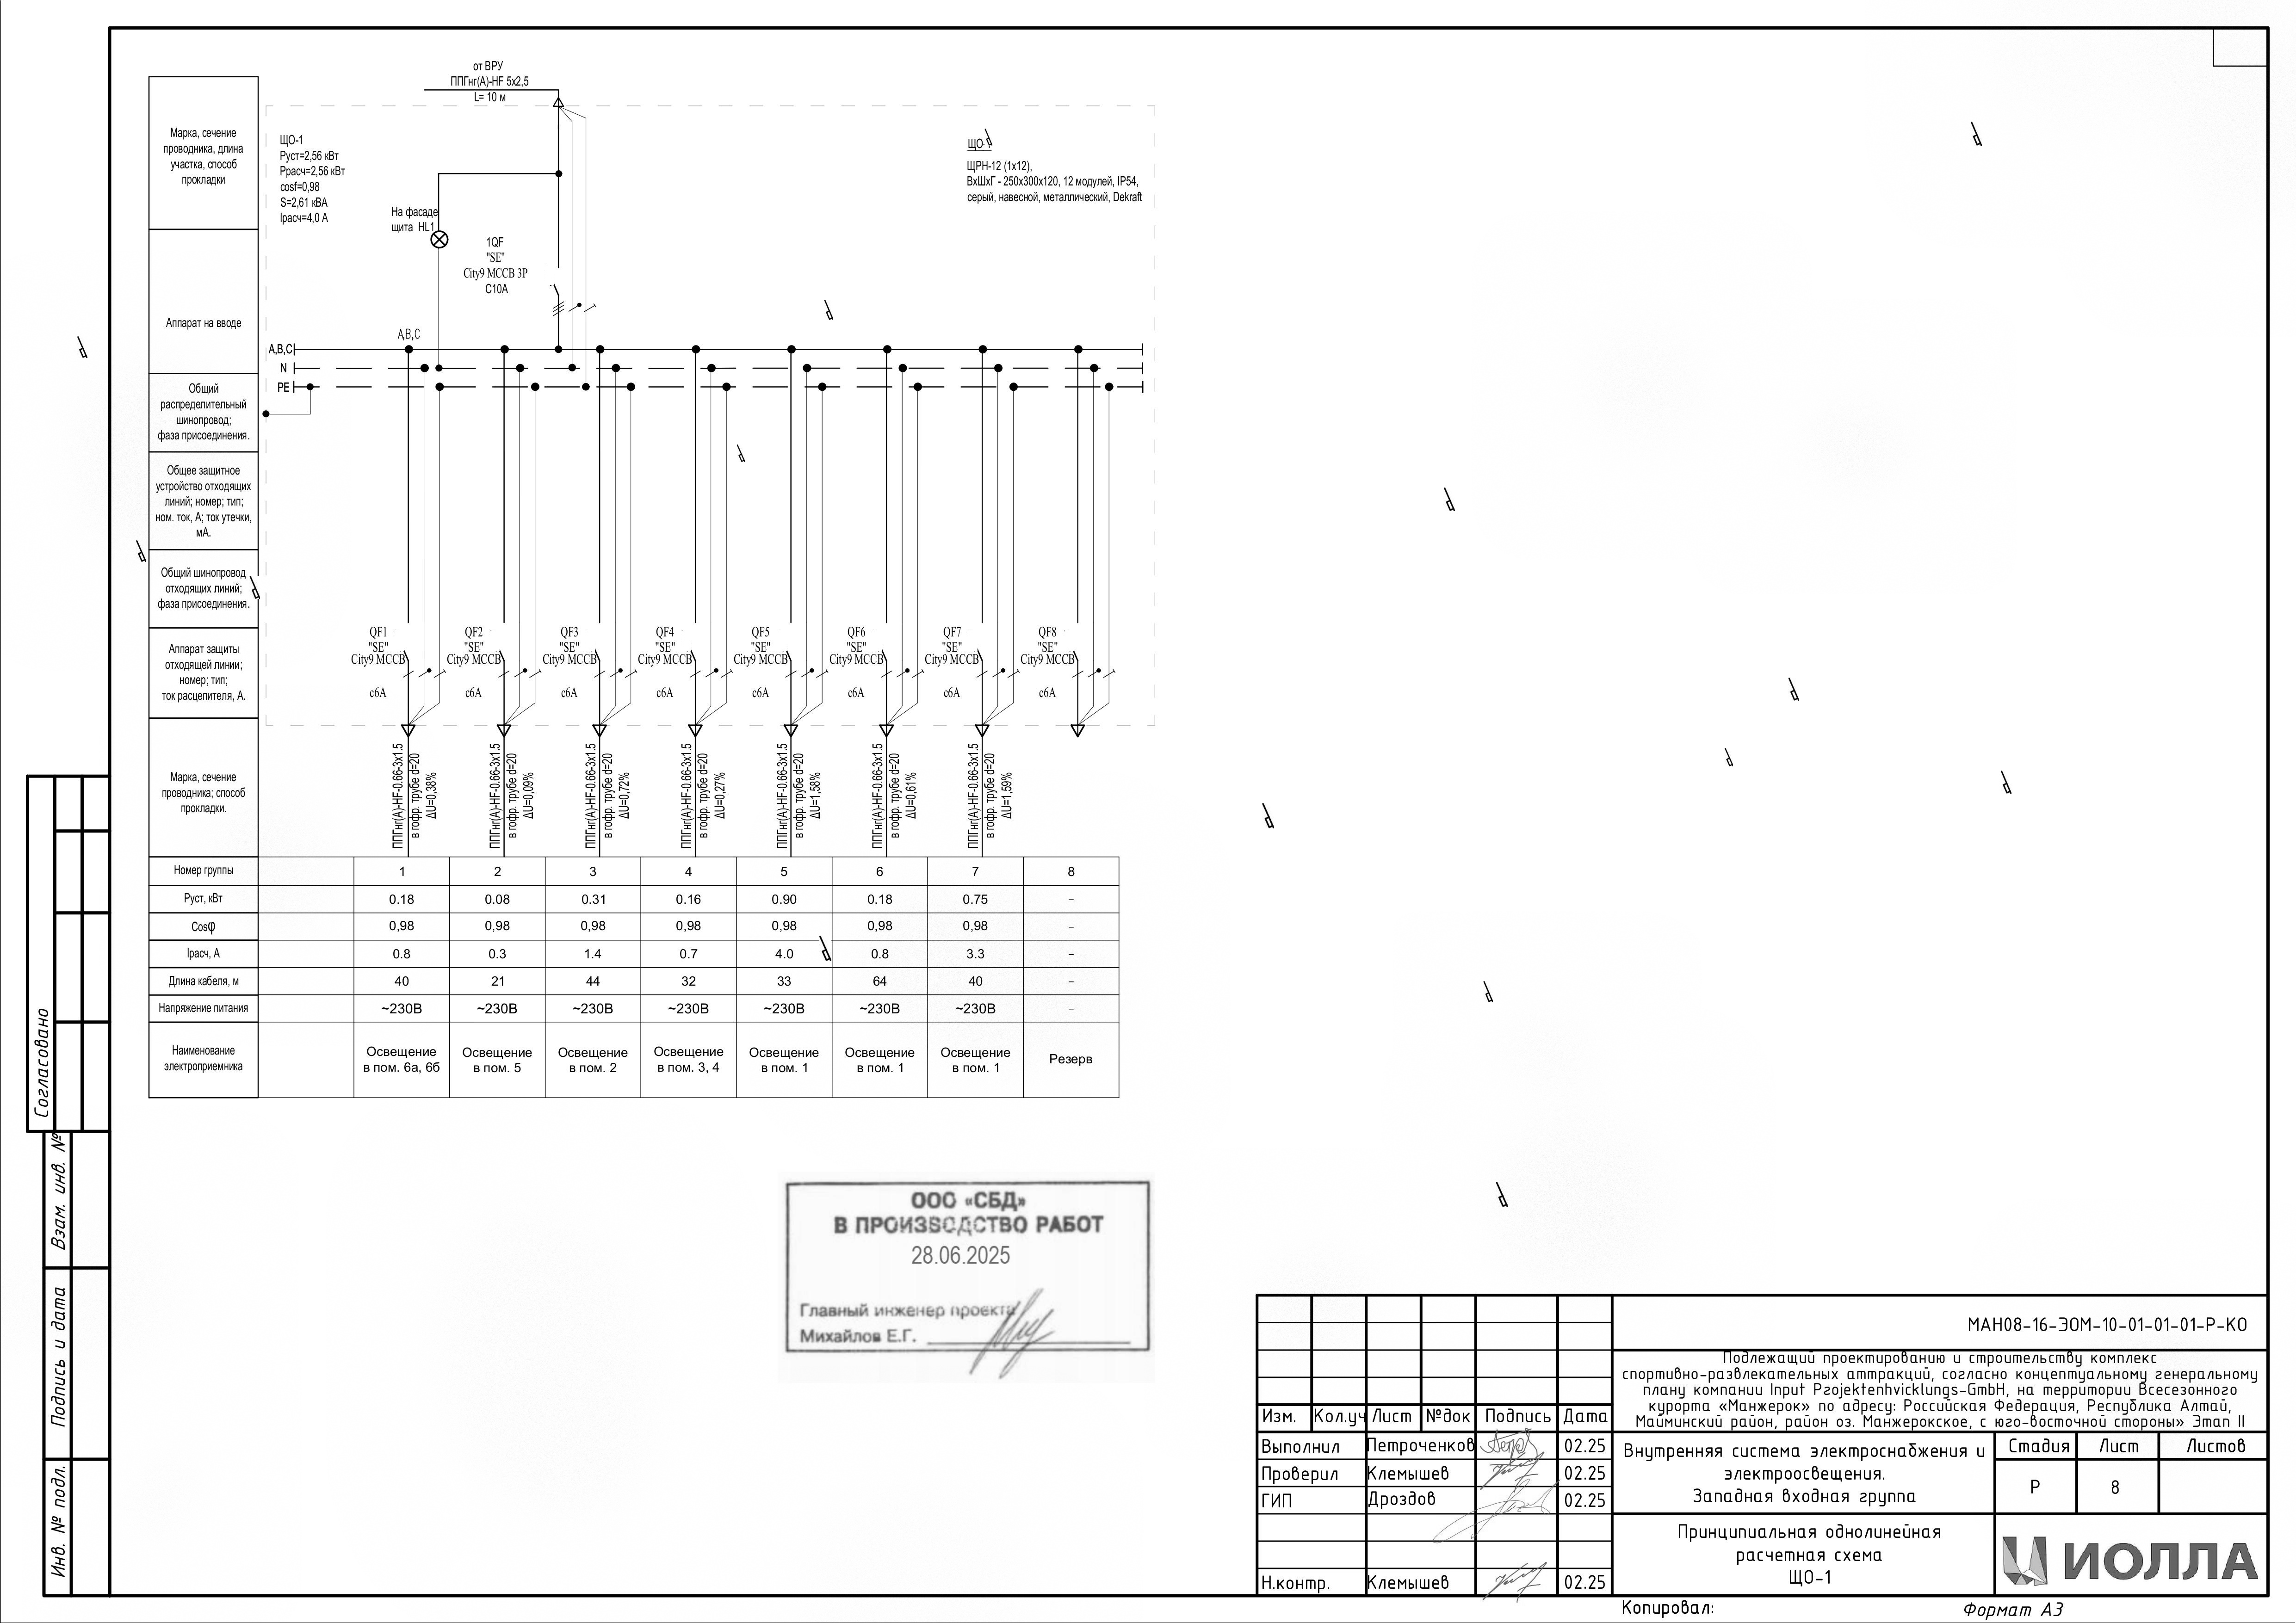 от ВРУ
ППГнг(А)-HF 5х2,5
L= 10 м
Марка, сечение
проводника, длина
участка, способ
прокладки
ЩО-1
Руст=2,56 кВт
Ррасч=2,56 кВт
cosf=0,98
S=2,61 кВА
Iрасч=4,0 А
ЩО-1
ЩРН-12 (1х12),
ВхШхГ - 250х300х120, 12 модулей, IP54,
серый, навесной, металлический, Dekraft
На фасаде
щита HL1
1QF
"SE"
City9 MCCB 3P
C10A
Аппарат на вводе
A,B,C
A,B,C
N
PE
Общий
распределительный
шинопровод;
фаза присоединения.
Общее защитное
устройство отходящих
линий; номер; тип;
ном. ток, А; ток утечки,
мА.
Общий шинопровод
отходящих линий;
фаза присоединения.
Аппарат защиты
отходящей линии;
номер; тип;
ток расцепителя, А.
QF1 QF2 QF3 QF4 QF5 QF6 QF7 QF8
"SE" "SE" "SE" "SE" "SE" "SE" "SE" "SE"
City9 MCCB City9 MCCB City9 MCCB City9 MCCB City9 MCCB City9 MCCB City9 MCCB City9 MCCB
c6A c6A c6A c6A c6A c6A c6A c6A
Марка, сечение
проводника; способ
прокладки.
ППГнг(А)-HF-0.66-3х1.5
в гофр. трубе d=20
ΔU=0,38%
ППГнг(А)-HF-0.66-3х1.5
в гофр. трубе d=20
ΔU=0,09%
ППГнг(А)-HF-0.66-3х1.5
в гофр. трубе d=20
ΔU=0,72%
ППГнг(А)-HF-0.66-3х1.5
в гофр. трубе d=20
ΔU=0,27%
ППГнг(А)-HF-0.66-3х1.5
в гофр. трубе d=20
ΔU=1,58%
ППГнг(А)-HF-0.66-3х1.5
в гофр. трубе d=20
ΔU=0,61%
ППГнг(А)-HF-0.66-3х1.5
в гофр. трубе d=20
ΔU=1,59%
Номер группы 1 2 3 4 5 6 7 8
Руст, кВт 0.18 0.08 0.31 0.16 0.90 0.18 0.75 –
Cosφ 0,98 0,98 0,98 0,98 0,98 0,98 0,98 –
Iрасч, А 0.8 0.3 1.4 0.7 4.0 0.8 3.3 –
Длина кабеля, м 40 21 44 32 33 64 40 –
Напряжение питания ~230В ~230В ~230В ~230В ~230В ~230В ~230В –
Наименование
электроприемника
Освещение
в пом. 6а, 6б
Освещение
в пом. 5
Освещение
в пом. 2
Освещение
в пом. 3, 4
Освещение
в пом. 1
Освещение
в пом. 1
Освещение
в пом. 1
Резерв
Согласовано
Взам. инв. №
Подпись и дата
Инв. № подл.
ООО «СБД»
В ПРОИЗВОДСТВО РАБОТ
28.06.2025
Главный инженер проекта
Михайлов Е.Г.
МАН08-16-ЭОМ-10-01-01-01-Р-КО
Подлежащий проектированию и строительству комплекс
спортивно-развлекательных аттракций, согласно концептуальному генеральному
плану компании Input Projektenhvicklungs-GmbH, на территории Всесезонного
курорта «Манжерок» по адресу: Российская Федерация, Республика Алтай,
Майминский район, район оз. Манжерокское, с юго-восточной стороны» Этап II
Изм. Кол.уч Лист №док Подпись Дата
Выполнил Петроченков 02.25
Проверил Клемышев 02.25
ГИП Дроздов 02.25
Н.контр. Клемышев 02.25
Внутренняя система электроснабжения и
электроосвещения.
Западная входная группа
Стадия Лист Листов
Р 8
Принципиальная однолинейная
расчетная схема
ЩО-1
ИОЛЛА
Копировал:
Формат А3